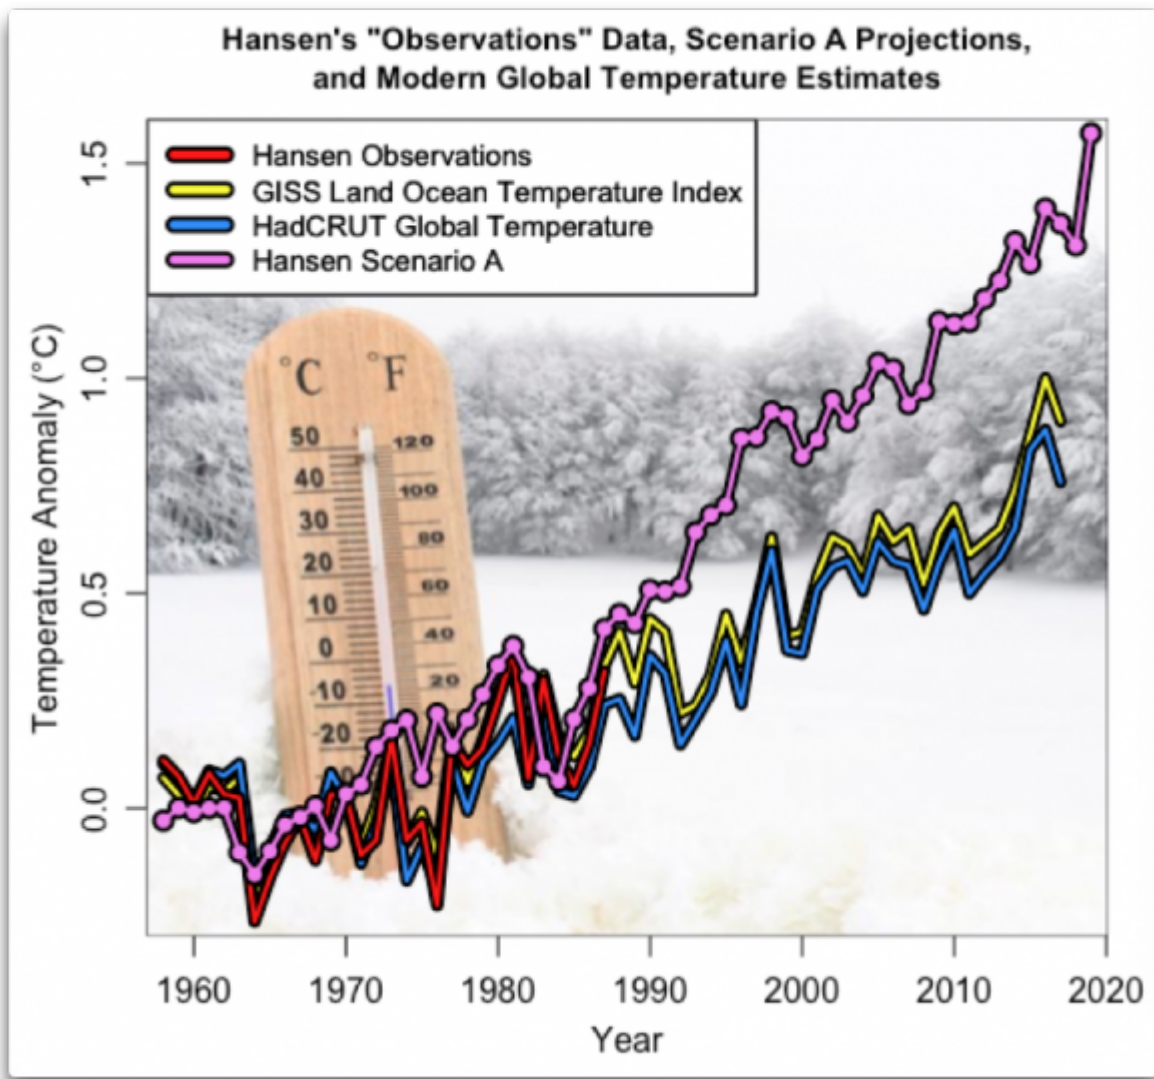 Hansen's "Observations" Data, Scenario A Projections,
and Modern Global Temperature Estimates
Hansen Observations
GISS Land Ocean Temperature Index
HadCRUT Global Temperature
Hansen Scenario A
Temperature Anomaly (°C)
1.5
1.0
0.5
0.0
°C °F
50 120
40
100
30
80
20
60
10
40
0
20
-10
-20
1960 1970 1980 1990 2000 2010 2020
Year